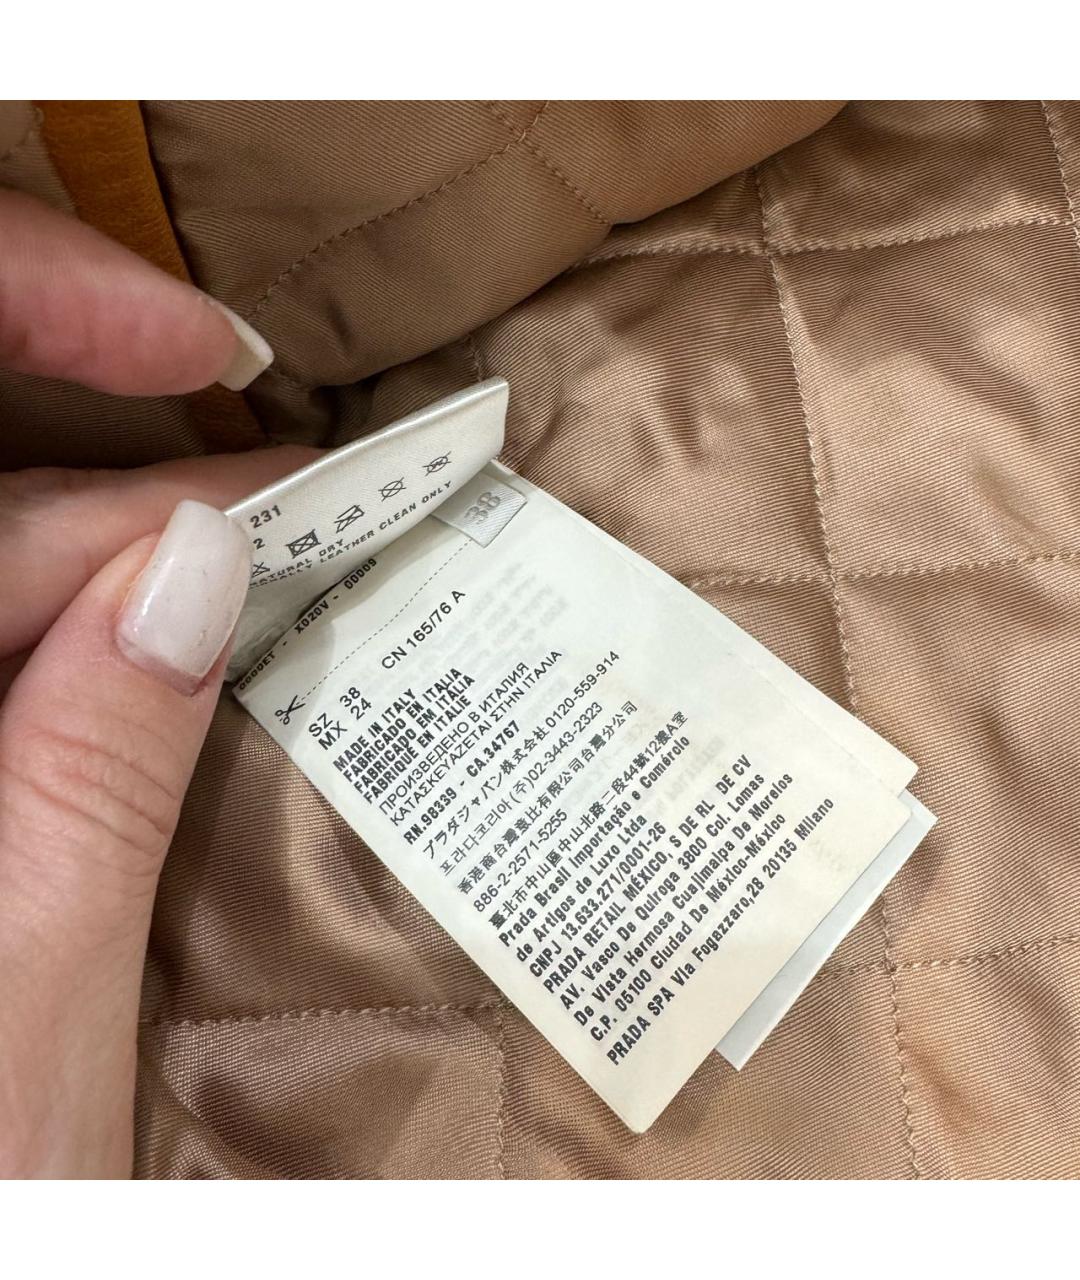 231
2
NATURAL DRY
LEATHER CLEAN ONLY
38
0000ET - X020V - 00009
SZ 38 CN 165/76 A
MX 24
MADE IN ITALY
FABRICADO EN ITALIA
FABRICADO EM ITALIA
FABRIQUÉ EN ITALIE
ПРОИЗВЕДЕНО В ИТАЛИЯ
ΚΑΤΑΣΚΕΥΑΖΕΤΑΙ ΣΤΗΝ ΙΤΑΛΙΑ
RN.98339 - CA.34767
プラダジャパン株式会社 0120-559-914
프라다코리아(주)02-3443-2323
香港商台灣意比有限公司台灣分公司
886-2-2571-5255
臺北市中山區中山北路二段44號12樓A室
Prada Brasil Importação e Comérolo
de Artigos de Luxo Ltda
CNPJ 13.633.271/0001-26
PRADA RETAIL MÉXICO, S DE RL DE CV
AV. Vasco De Quiroga 3800 Col. Lomas
De Vista Hermosa Cuajimalpa De Morelos
C.P. 05100 Ciudad De México-México
PRADA SPA Via Fogazzaro,28 20135 Milano